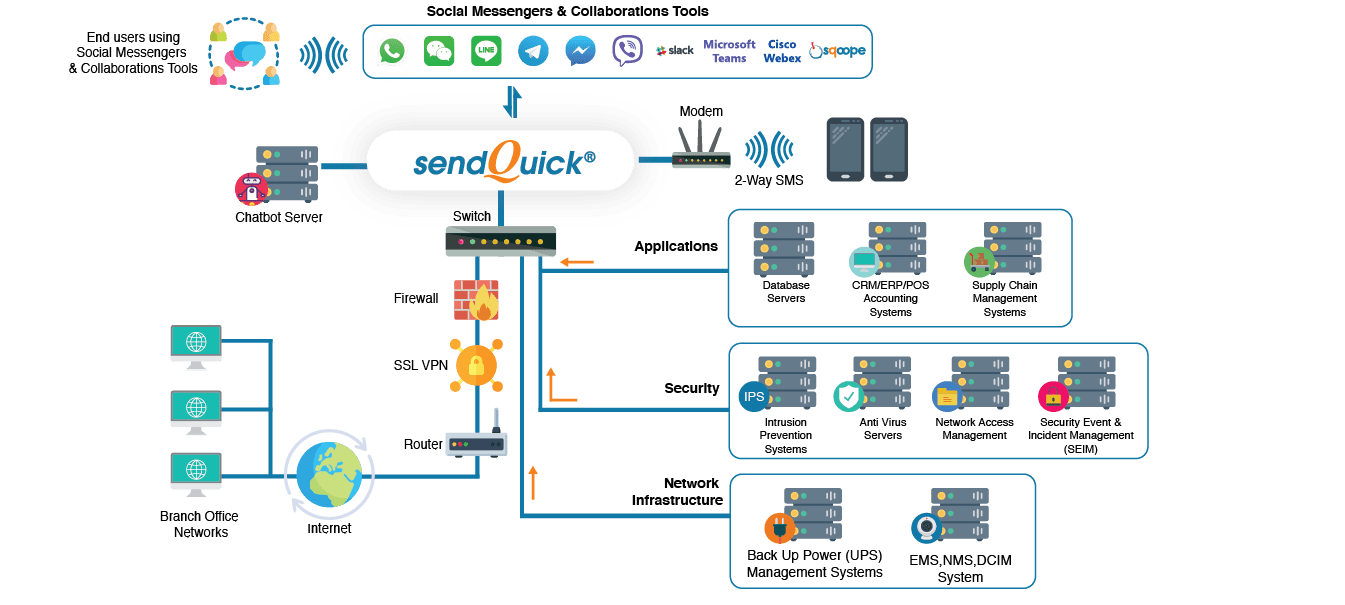 Social Messengers & Collaborations Tools
End users using
Social Messengers
& Collaborations Tools
LINE
slack
Microsoft
Teams
Cisco
Webex
sqoope
Modem
sendQuick®
2-Way SMS
Chatbot Server
Switch
Applications
Database
Servers
CRM/ERP/POS
Accounting
Systems
Supply Chain
Management
Systems
Firewall
SSL VPN
Security
IPS
Intrusion
Prevention
Systems
Anti Virus
Servers
Network Access
Management
Security Event &
Incident Management
(SEIM)
Router
Network
Infrastructure
Branch Office
Networks
Internet
Back Up Power (UPS)
Management Systems
EMS,NMS,DCIM
System